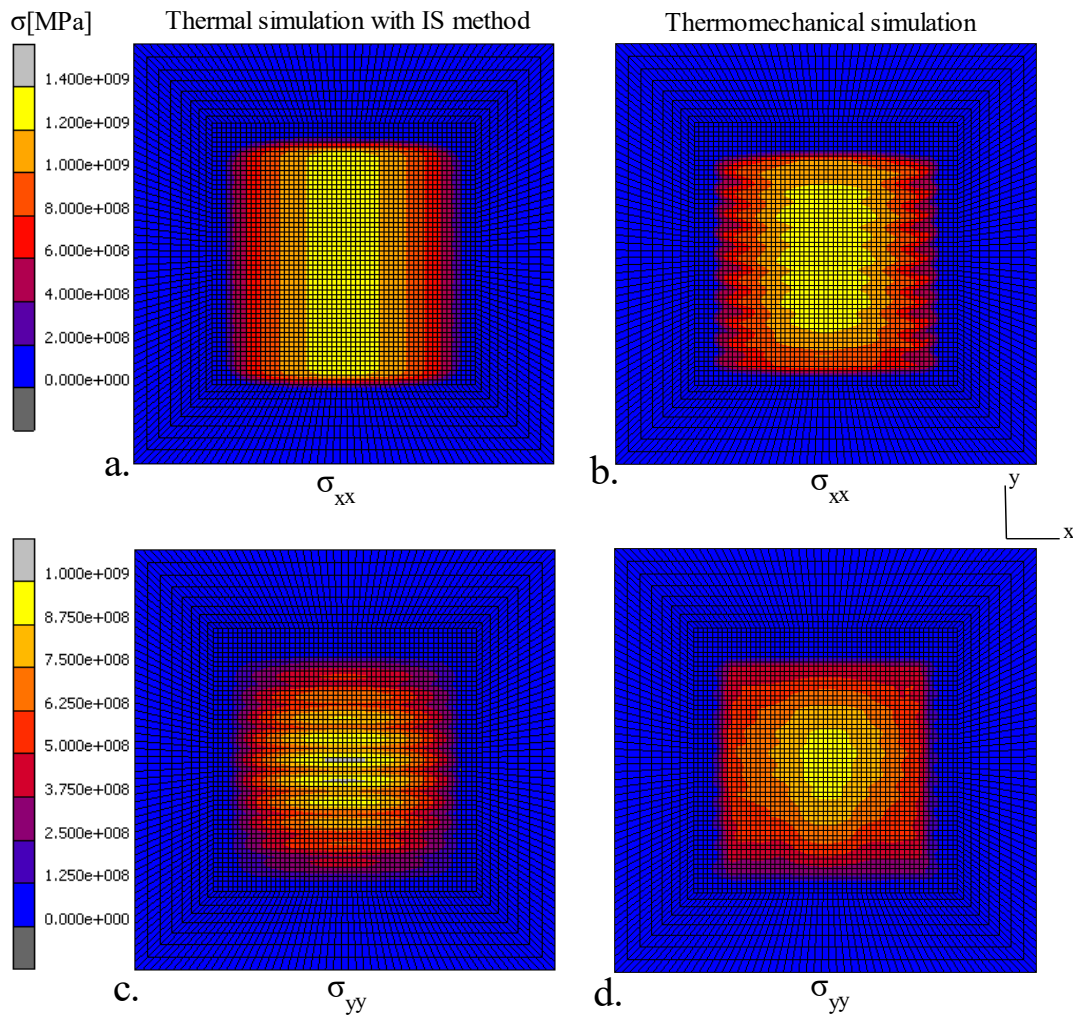 σ[MPa] Thermal simulation with IS method Thermomechanical simulation
1.400e+009
1.200e+009
1.000e+009
8.000e+008
6.000e+008
4.000e+008
2.000e+008
0.000e+000
a. σxx b. σxx
y
x
1.000e+009
8.750e+008
7.500e+008
6.250e+008
5.000e+008
3.750e+008
2.500e+008
1.250e+008
0.000e+000
c. σyy d. σyy